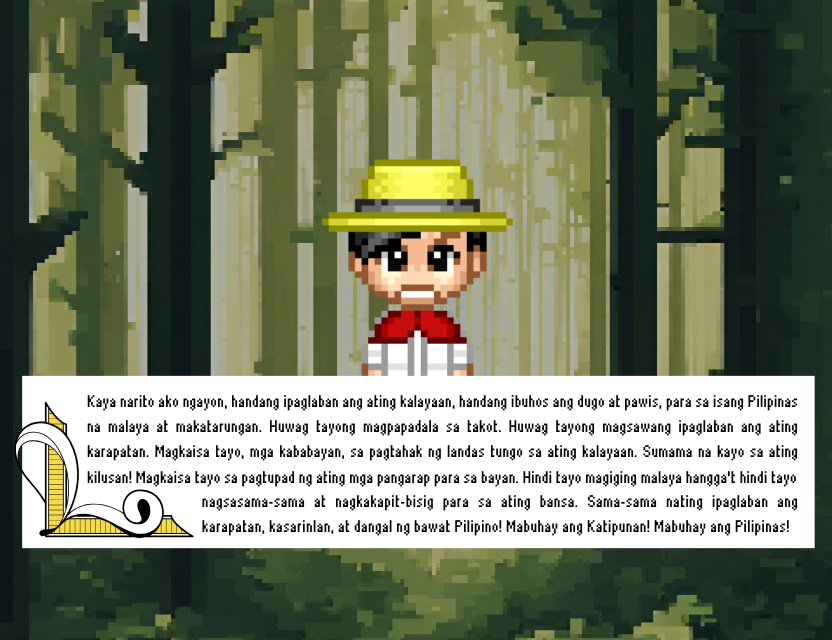 Kaya narito ako ngayon, handang ipaglaban ang ating kalayaan, handang ibuhos ang dugo at pawis, para sa isang Pilipinas
na malaya at makatarungan. Huwag tayong magpapadala sa takot. Huwag tayong magsawang ipaglaban ang ating
karapatan. Magkaisa tayo, mga kababayan, sa pagtahak ng landas tungo sa ating kalayaan. Sumama na kayo sa ating
kilusan! Magkaisa tayo sa pagtupad ng ating mga pangarap para sa bayan. Hindi tayo magiging malaya hangga't hindi tayo
nagsasama-sama at nagkakapit-bisig para sa ating bansa. Sama-sama nating ipaglaban ang
karapatan, kasarinlan, at dangal ng bawat Pilipino! Mabuhay ang Katipunan! Mabuhay ang Pilipinas!